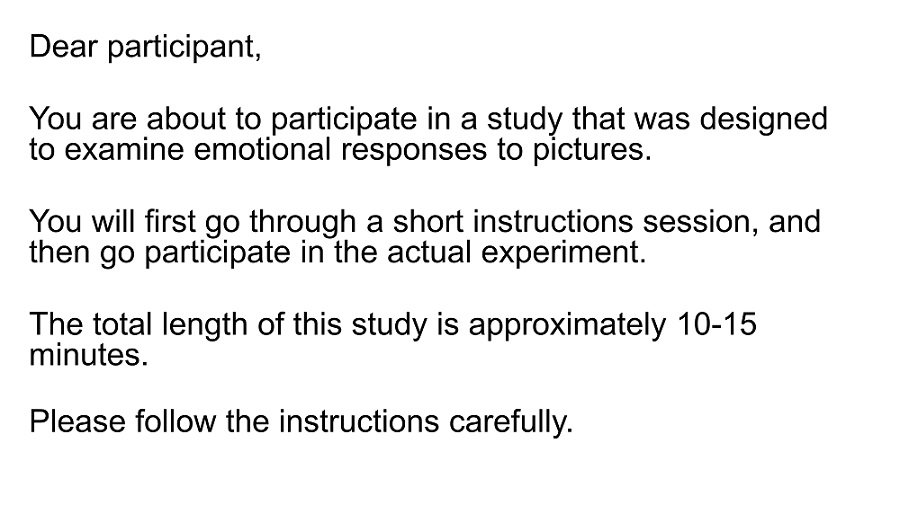 Dear participant,
You are about to participate in a study that was designed
to examine emotional responses to pictures.
You will first go through a short instructions session, and
then go participate in the actual experiment.
The total length of this study is approximately 10-15
minutes.
Please follow the instructions carefully.